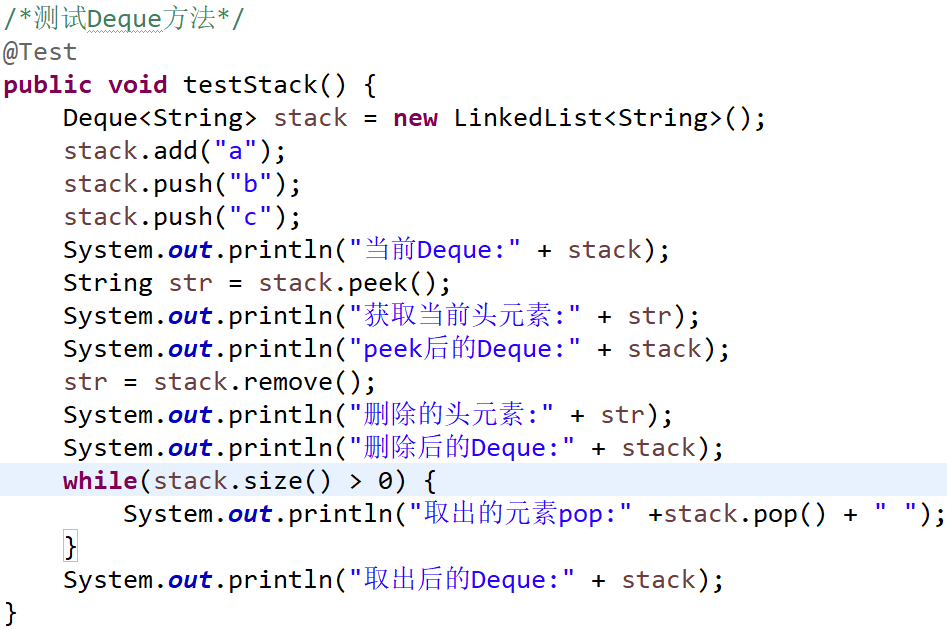 /*测试Deque方法*/
@Test
public void testStack() {
    Deque<String> stack = new LinkedList<String>();
    stack.add("a");
    stack.push("b");
    stack.push("c");
    System.out.println("当前Deque:" + stack);
    String str = stack.peek();
    System.out.println("获取当前头元素:" + str);
    System.out.println("peek后的Deque:" + stack);
    str = stack.remove();
    System.out.println("删除的头元素:" + str);
    System.out.println("删除后的Deque:" + stack);
    while(stack.size() > 0) {
        System.out.println("取出的元素pop:" +stack.pop() + " ");
    }
    System.out.println("取出后的Deque:" + stack);
}